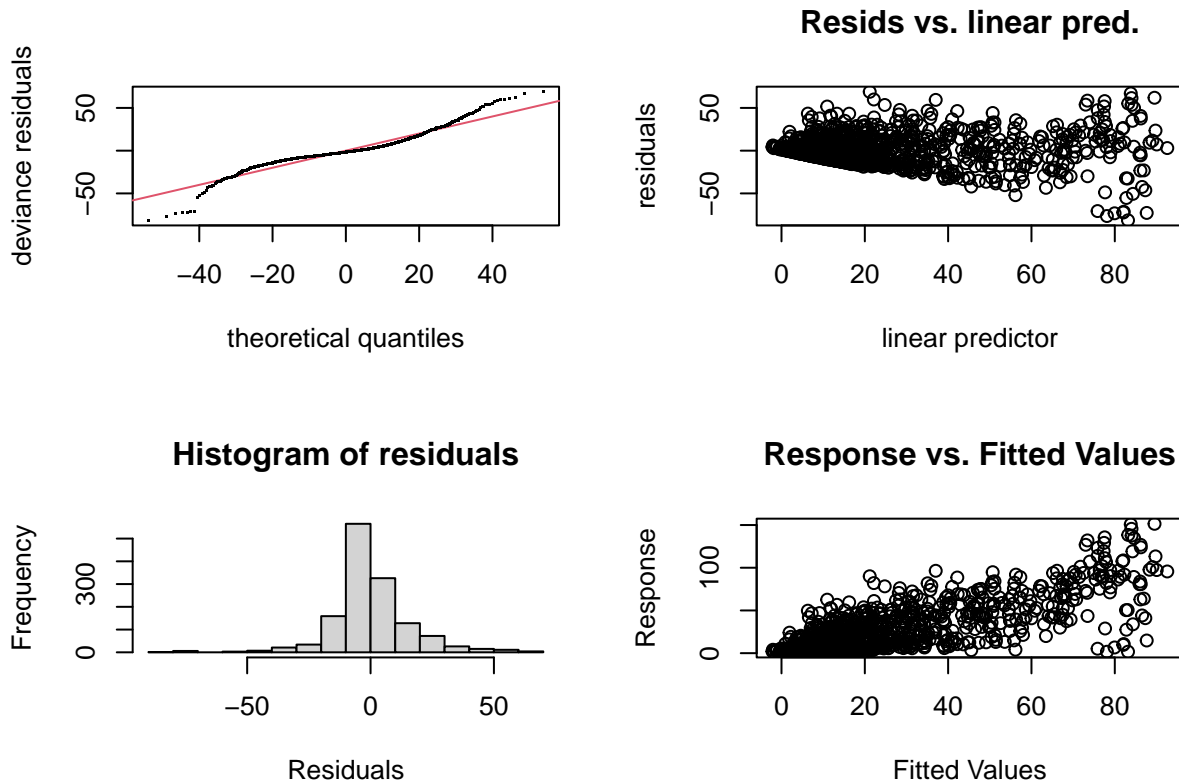 deviance residuals
50
−50
−40
−20
0
20
40
theoretical quantiles
Resids vs. linear pred.
residuals
50
−50
0
20
40
60
80
linear predictor
Histogram of residuals
Frequency
300
0
−50
0
50
Residuals
Response vs. Fitted Values
Response
100
0
0
20
40
60
80
Fitted Values